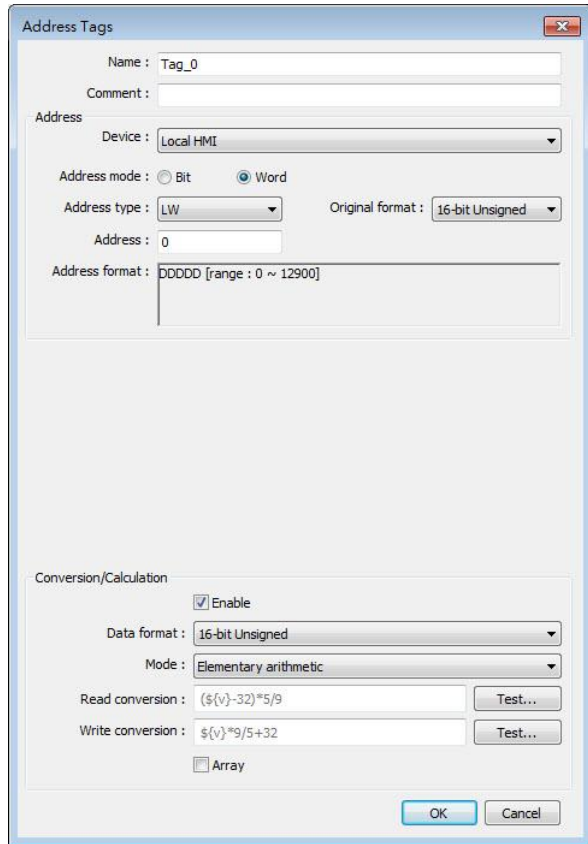 Address Tags
Name : Tag_0
Comment :
Address
Device : Local HMI
Address mode : Bit Word
Address type : LW Original format : 16-bit Unsigned
Address : 0
Address format : DDDDD [range : 0 ~ 12900]
Conversion/Calculation
Enable
Data format : 16-bit Unsigned
Mode : Elementary arithmetic
Read conversion : (${v}-32)*5/9 Test...
Write conversion : ${v}*9/5+32 Test...
Array
OK Cancel